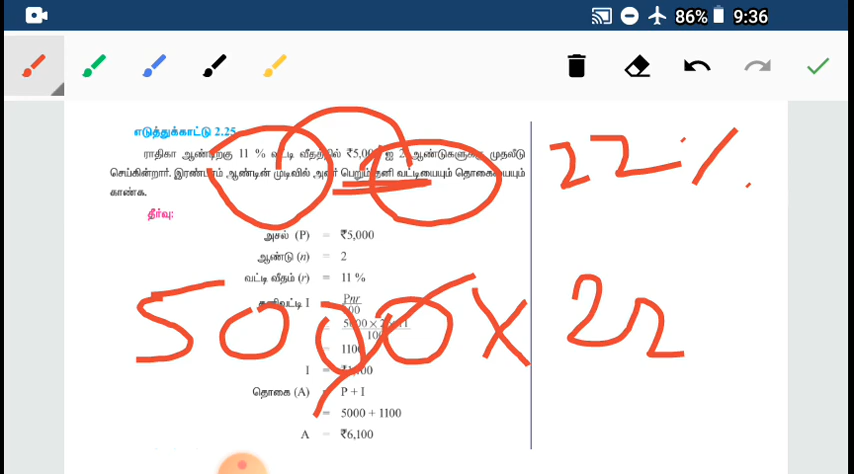 86% 9:36
எடுத்துக்காட்டு 2.25
ராதிகா ஆண்டிற்கு 11 % வட்டி வீதத்தில் ₹5,000 ஐ 2 ஆண்டுகளுக்கு முதலீடு
செய்கின்றார். இரண்டாம் ஆண்டின் முடிவில் அவர் பெறும் தனி வட்டியையும் தொகையையும்
காண்க.
22 %
தீர்வு:
அசல் (P) = ₹5,000
ஆண்டு (n) = 2
வட்டி வீதம் (r) = 11 %
தனிவட்டி I = Pnr
100
= 5000 × 2 × 11
100
5000 × 22
= 1100
I = ₹1,100
தொகை (A) = P + I
= 5000 + 1100
A = ₹6,100